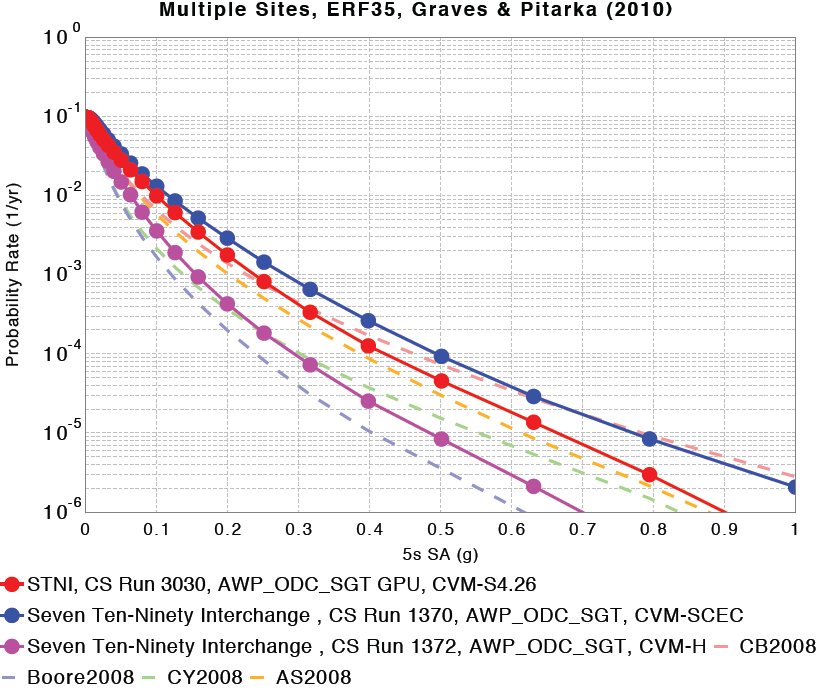 Multiple Sites, ERF35, Graves & Pitarka (2010)
Probability Rate (1/yr)
10^0
10^-1
10^-2
10^-3
10^-4
10^-5
10^-6
0 0.1 0.2 0.3 0.4 0.5 0.6 0.7 0.8 0.9 1
5s SA (g)
STNI, CS Run 3030, AWP_ODC_SGT GPU, CVM-S4.26
Seven Ten-Ninety Interchange , CS Run 1370, AWP_ODC_SGT, CVM-SCEC
Seven Ten-Ninety Interchange , CS Run 1372, AWP_ODC_SGT, CVM-H CB2008
Boore2008 CY2008 AS2008